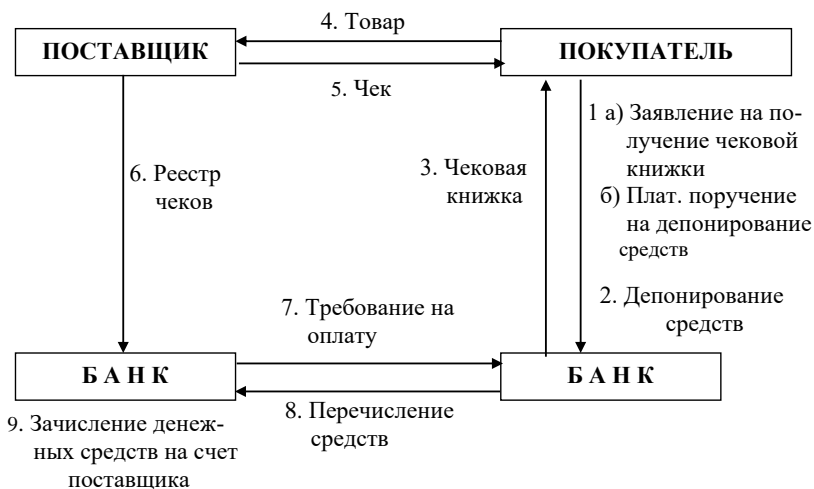 4. Товар
ПОСТАВЩИК
ПОКУПАТЕЛЬ
5. Чек
1 а) Заявление на по-
лучение чековой
книжки
б) Плат. поручение
на депонирование
средств
3. Чековая
книжка
6. Реестр
чеков
2. Депонирование
средств
7. Требование на
оплату
Б А Н К
Б А Н К
8. Перечисление
средств
9. Зачисление денеж-
ных средств на счет
поставщика